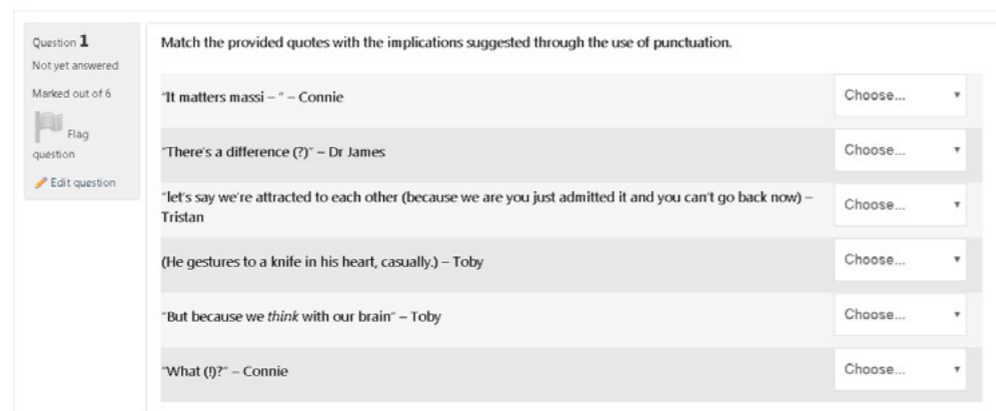 Question 1
Not yet answered
Marked out of 6
Flag
question
Edit question
Match the provided quotes with the implications suggested through the use of punctuation.
"It matters massi – " – Connie
Choose...
"There's a difference (?)" – Dr James
Choose...
"let's say we're attracted to each other (because we are you just admitted it and you can't go back now) –
Tristan
Choose...
(He gestures to a knife in his heart, casually.) – Toby
Choose...
"But because we think with our brain" – Toby
Choose...
"What (!)?" – Connie
Choose...